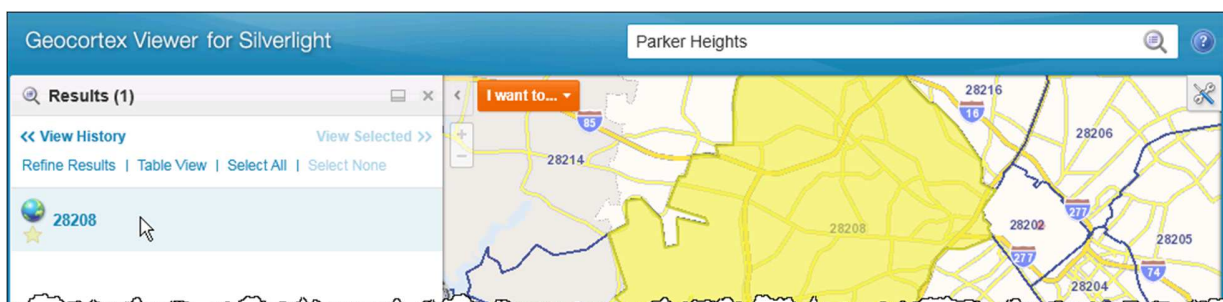 Geocortex Viewer for Silverlight
Parker Heights
?
Results (1)
I want to...
<< View History
View Selected >>
Refine Results | Table View | Select All | Select None
28208
85
28214
28208
28216
16
28206
28202
277
28205
277
74
28204